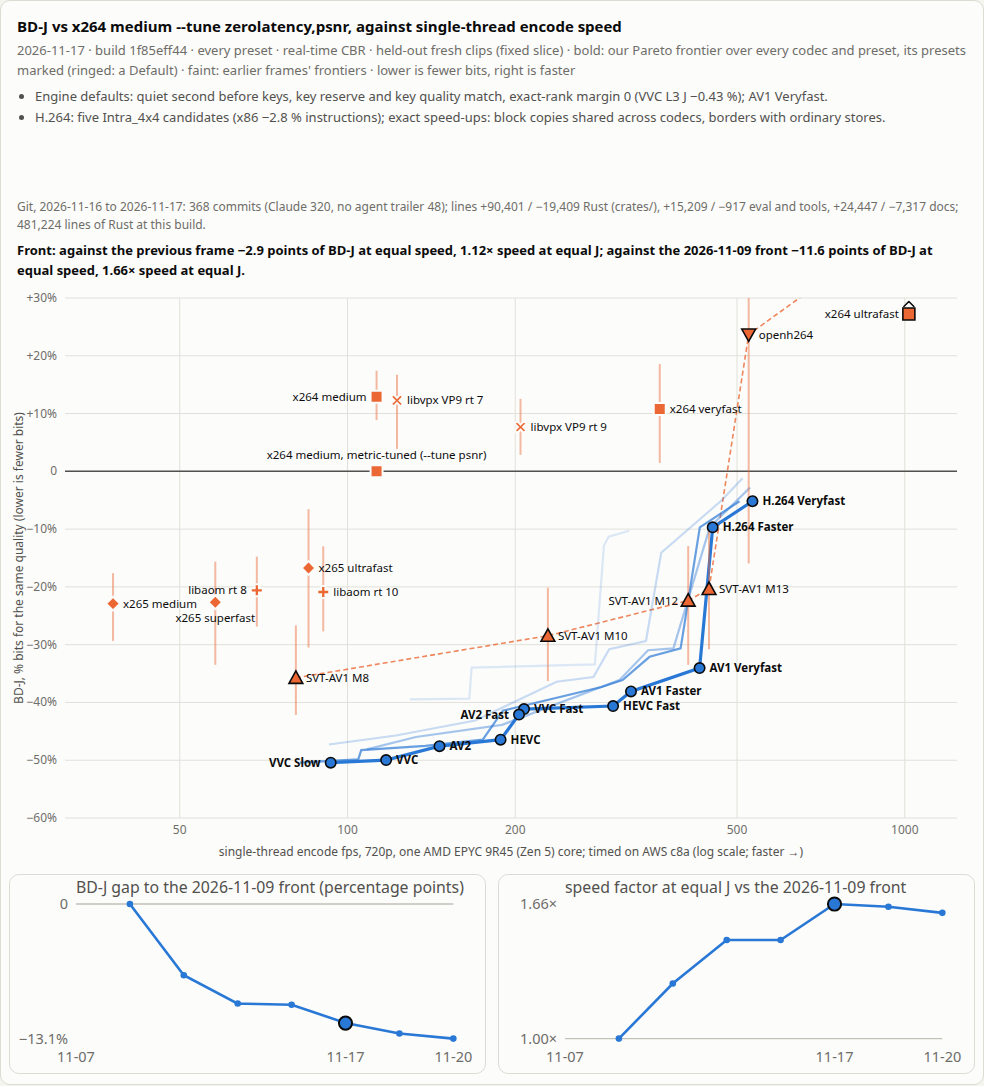 BD-J vs x264 medium --tune zerolatency,psnr, against single-thread encode speed
2026-11-17 · build 1f85eff44 · every preset · real-time CBR · held-out fresh clips (fixed slice) · bold: our Pareto frontier over every codec and preset, its presets
marked (ringed: a Default) · faint: earlier frames' frontiers · lower is fewer bits, right is faster
• Engine defaults: quiet second before keys, key reserve and key quality match, exact-rank margin 0 (VVC L3 J −0.43 %); AV1 Veryfast.
• H.264: five Intra_4x4 candidates (x86 −2.8 % instructions); exact speed-ups: block copies shared across codecs, borders with ordinary stores.
Git, 2026-11-16 to 2026-11-17: 368 commits (Claude 320, no agent trailer 48); lines +90,401 / −19,409 Rust (crates/), +15,209 / −917 eval and tools, +24,447 / −7,317 docs;
481,224 lines of Rust at this build.
Front: against the previous frame −2.9 points of BD-J at equal speed, 1.12× speed at equal J; against the 2026-11-09 front −11.6 points of BD-J at
equal speed, 1.66× speed at equal J.
BD-J, % bits for the same quality (lower is fewer bits)
+30%
x264 ultrafast
openh264
+20%
x264 medium
libvpx VP9 rt 7
+10%
x264 veryfast
libvpx VP9 rt 9
x264 medium, metric-tuned (--tune psnr)
0
H.264 Veryfast
−10%
H.264 Faster
x265 ultrafast
−20%
libaom rt 8
libaom rt 10
SVT-AV1 M13
x265 medium
SVT-AV1 M12
x265 superfast
SVT-AV1 M10
−30%
AV1 Veryfast
SVT-AV1 M8
AV1 Faster
−40%
HEVC Fast
VVC Fast
AV2 Fast
HEVC
AV2
−50%
VVC Slow
VVC
−60%
50
100
200
500
1000
single-thread encode fps, 720p, one AMD EPYC 9R45 (Zen 5) core; timed on AWS c8a (log scale; faster →)
BD-J gap to the 2026-11-09 front (percentage points)
0
−13.1%
11-07
11-17
11-20
speed factor at equal J vs the 2026-11-09 front
1.66×
1.00×
11-07
11-17
11-20